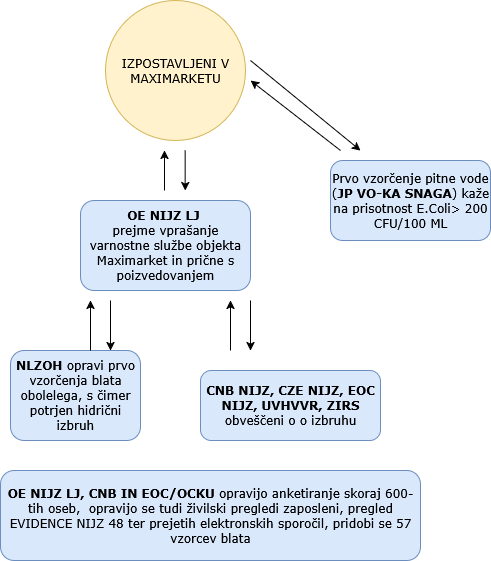 IZPOSTAVLJENI V
MAXIMARKETU
Prvo vzorčenje pitne vode
(JP VO-KA SNAGA) kaže
na prisotnost E.Coli> 200
CFU/100 ML
OE NIJZ LJ
prejme vprašanje
varnostne službe objekta
Maximarket in prične s
poizvedovanjem
NLZOH opravi prvo
vzorčenja blata
obolelega, s čimer
potrjen hidrični
izbruh
CNB NIJZ, CZE NIJZ, EOC
NIJZ, UVHVVR, ZIRS
obveščeni o o izbruhu
OE NIJZ LJ, CNB IN EOC/OCKU opravijo anketiranje skoraj 600-
tih oseb, opravijo se tudi živilski pregledi zaposleni, pregled
EVIDENCE NIJZ 48 ter prejetih elektronskih sporočil, pridobi se 57
vzorcev blata